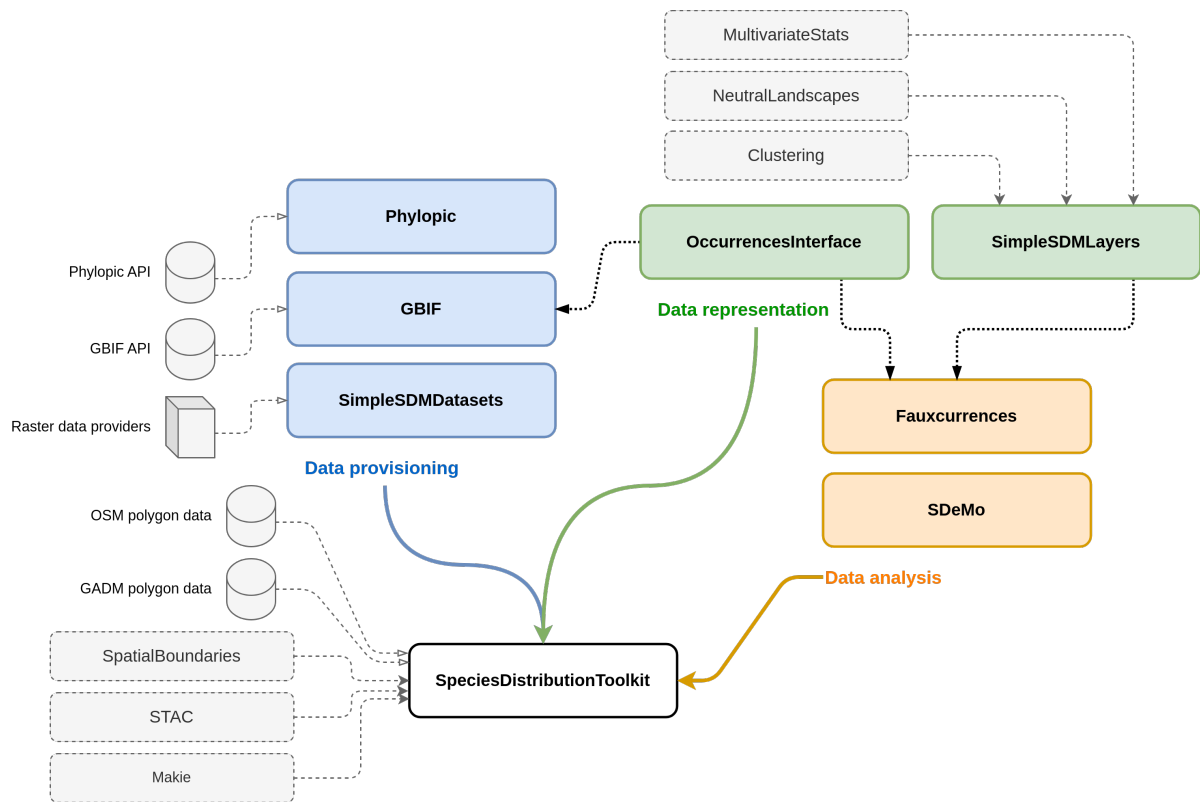 MultivariateStats
NeutralLandscapes
Clustering
Phylopic
OccurrencesInterface
SimpleSDMLayers
Phylopic API
GBIF
Data representation
GBIF API
SimpleSDMDatasets
Fauxcurrences
Raster data providers
Data provisioning
SDeMo
OSM polygon data
Data analysis
GADM polygon data
SpatialBoundaries
SpeciesDistributionToolkit
STAC
Makie